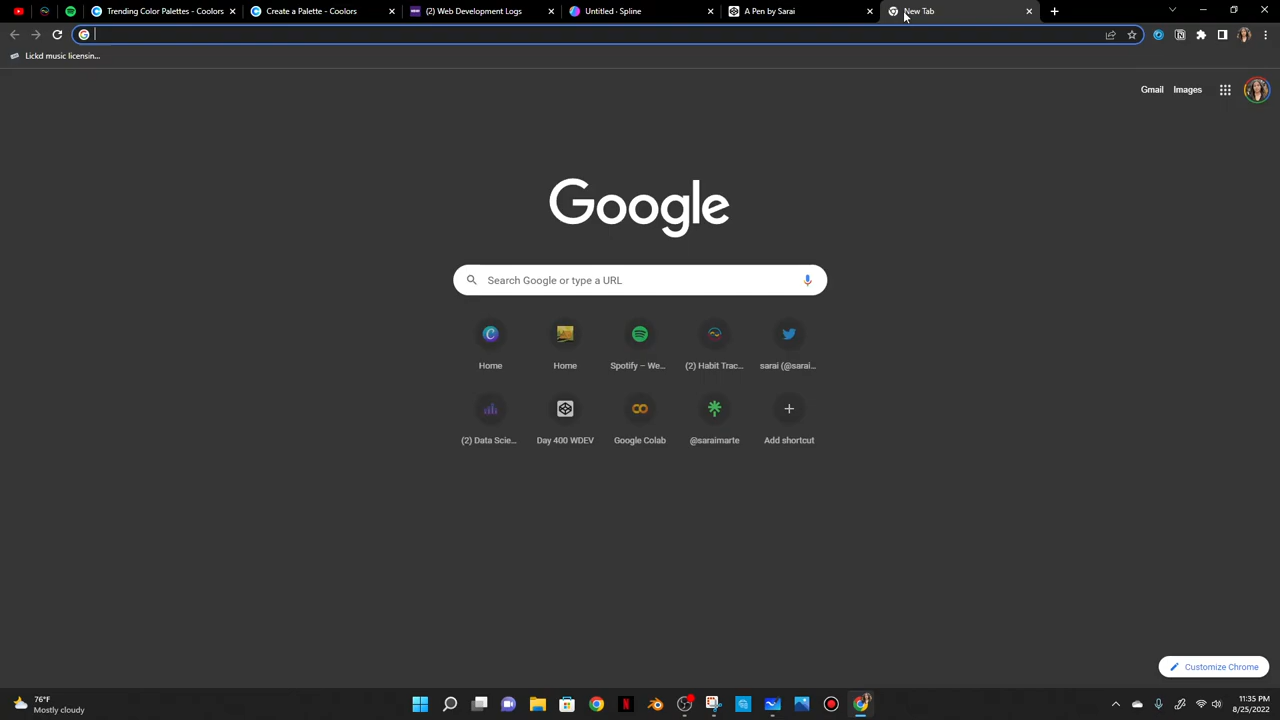 Trending Color Palettes - Coolors
Create a Palette - Coolors
(2) Web Development Logs
Untitled - Spline
A Pen by Sarai
New Tab
Lickd music licensin...
Gmail
Images
Google
Search Google or type a URL
Home
Home
Spotify – We...
(2) Habit Trac...
sarai (@sarai...
(2) Data Scie...
Day 400 WDEV
Google Colab
@saraimarte
Add shortcut
Customize Chrome
76°F
Mostly cloudy
11:35 PM
8/25/2022